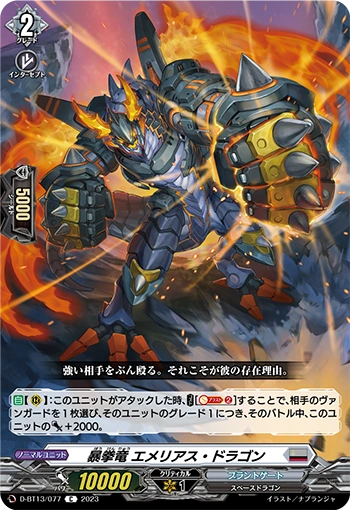 2
グレード
インターセプト
5000
シールド
強い相手をぶん殴る。それこそが彼の存在理由。
自【R】:このユニットがアタックした時、【ブラスト2】することで、相手のヴァ
ンガードを1枚選び、そのユニットのグレード1につき、そのバトル中、このユニ
ットの+2000。
ノーマルユニット
暴拳竜 エメリアス・ドラゴン
パワー 10000
クリティカル
1
ブラントゲート
スペースドラゴン
D-BT13/077 C 2023
イラスト/ナブランジャ